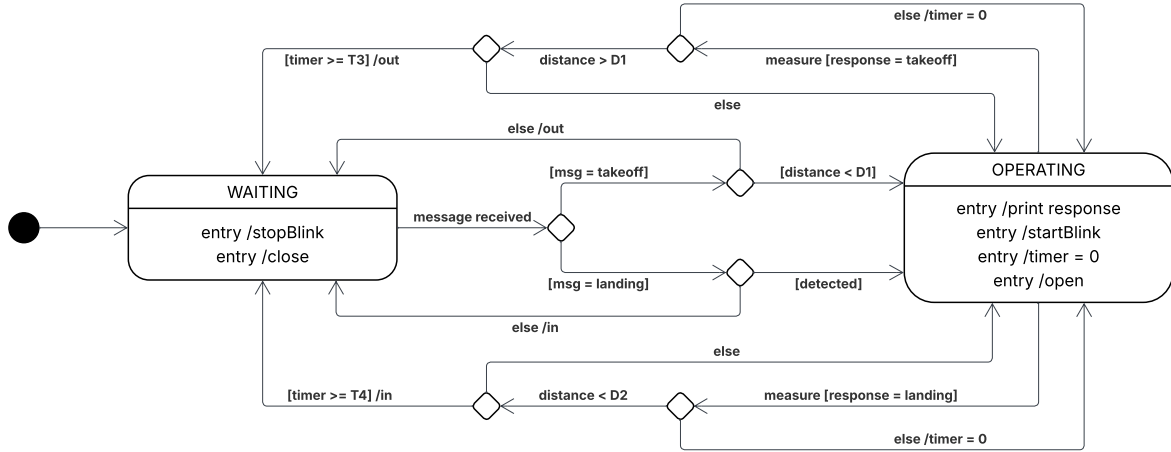 else /timer = 0
[timer >= T3] /out
distance > D1
measure [response = takeoff]
else
else /out
[msg = takeoff]
[distance < D1]
WAITING
entry /stopBlink
entry /close
message received
OPERATING
entry /print response
entry /startBlink
entry /timer = 0
entry /open
[msg = landing]
[detected]
else /in
else
[timer >= T4] /in
distance < D2
measure [response = landing]
else /timer = 0